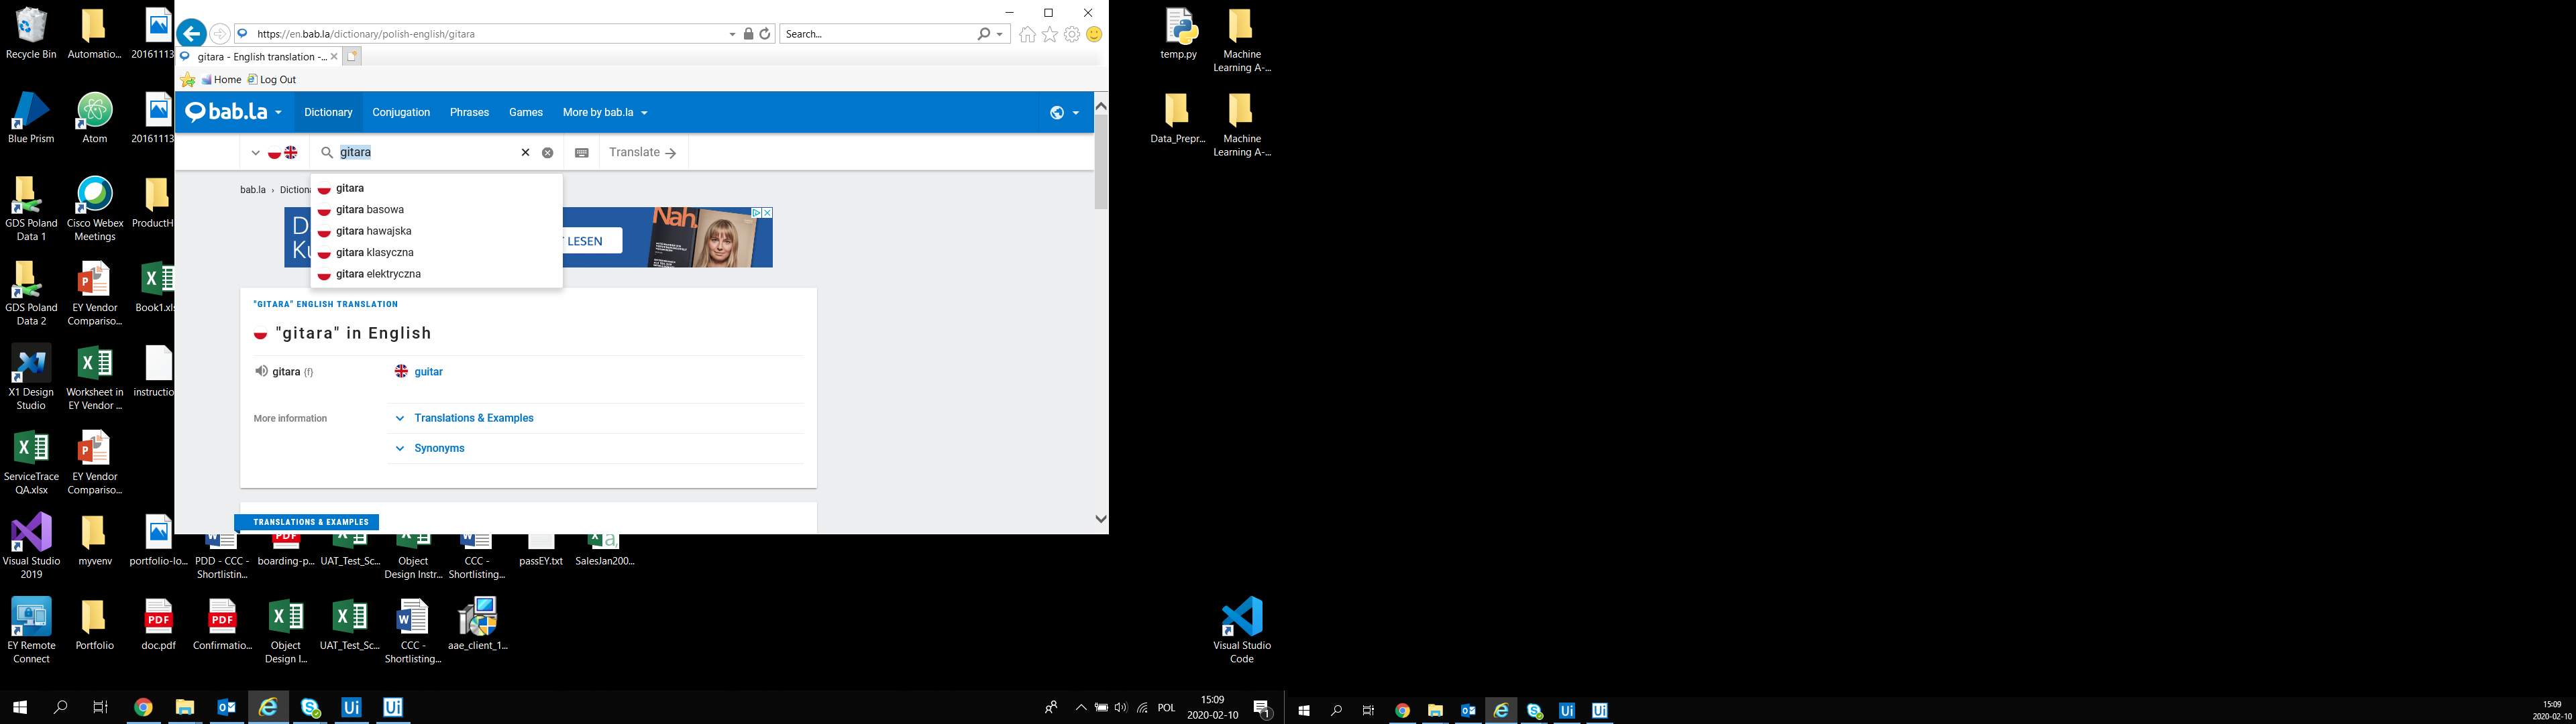 https://en.bab.la/dictionary/polish-english/gitara
Search...
gitara - English translation -...
Home Log Out
bab.la Dictionary Conjugation Phrases Games More by bab.la
gitara
Translate
gitara
gitara basowa
gitara hawajska
gitara klasyczna
gitara elektryczna
bab.la › Dictiona
Nah.
LESEN
"GITARA" ENGLISH TRANSLATION
"gitara" in English
gitara {f} guitar
More information
Translations & Examples
Synonyms
TRANSLATIONS & EXAMPLES
Recycle Bin
Automatio...
20161113
Blue Prism
Atom
20161113
GDS Poland
Data 1
Cisco Webex
Meetings
ProductH
GDS Poland
Data 2
EY Vendor
Compariso...
Book1.xls
X1 Design
Studio
Worksheet in
EY Vendor ...
instructio
ServiceTrace
QA.xlsx
EY Vendor
Compariso...
Visual Studio
2019
myvenv
portfolio-lo...
PDD - CCC -
Shortlistin...
boarding-p...
UAT_Test_Sc...
Object
Design Instr...
CCC -
Shortlisting...
passEY.txt
SalesJan200...
EY Remote
Connect
Portfolio
doc.pdf
Confirmatio...
Object
Design I...
UAT_Test_Sc...
CCC -
Shortlisting...
aae_client_1...
temp.py
Machine
Learning A-...
Data_Prepr...
Machine
Learning A-...
Visual Studio
Code
POL
15:09
2020-02-10
1
15:09
2020-02-10